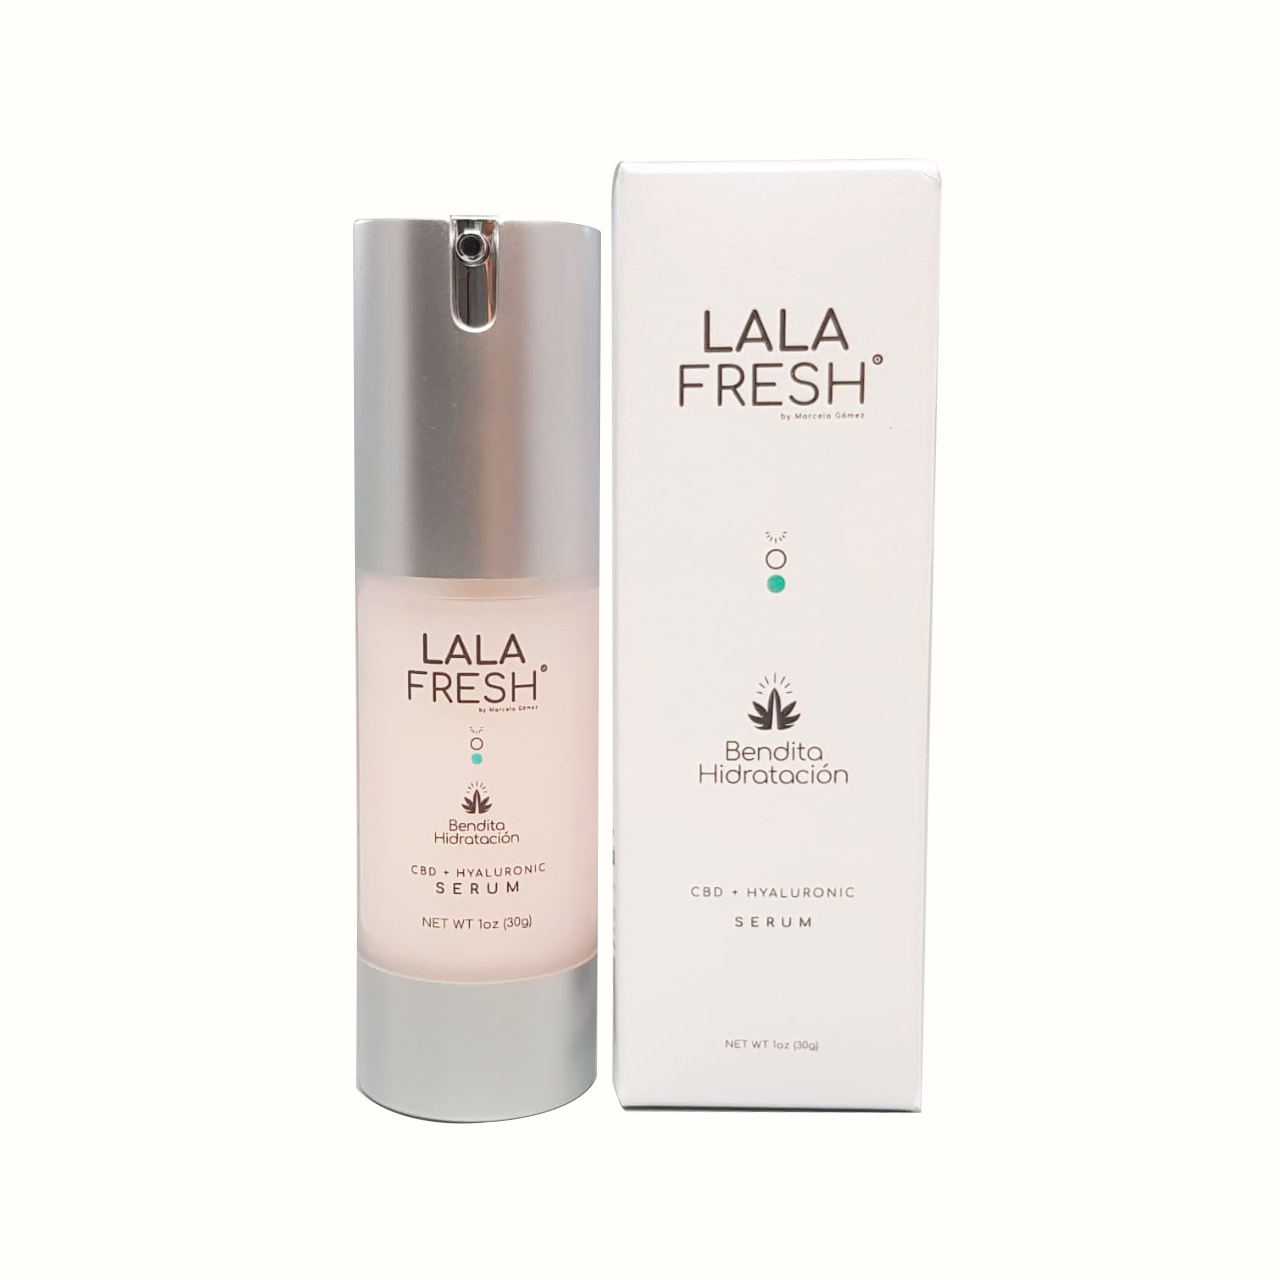 LALA
FRESH
by Marcela Gómez
Bendita
Hidratación
CBD + HYALURONIC
SERUM
NET WT 1oz (30g)
LALA
FRESH
by Marcela Gómez
Bendita
Hidratación
CBD + HYALURONIC
SERUM
NET WT 1oz (30g)